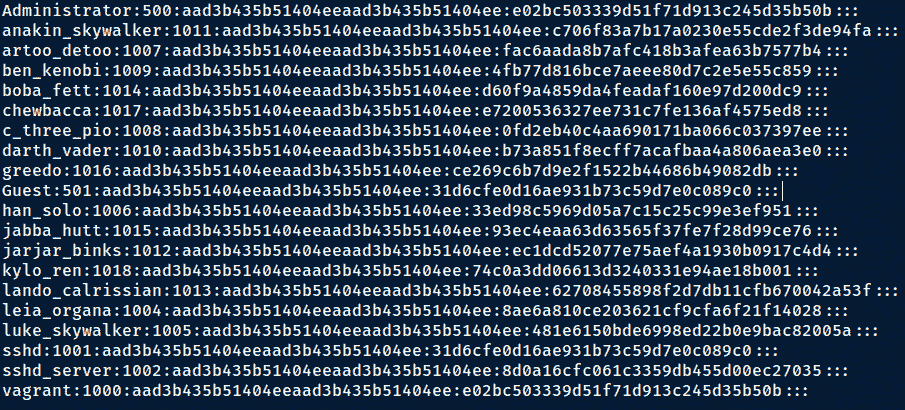 Administrator:500:aad3b435b51404eeaad3b435b51404ee:e02bc503339d51f71d913c245d35b50b:::
anakin_skywalker:1011:aad3b435b51404eeaad3b435b51404ee:c706f83a7b17a0230e55cde2f3de94fa:::
artoo_detoo:1007:aad3b435b51404eeaad3b435b51404ee:fac6aada8b7afc418b3afea63b7577b4:::
ben_kenobi:1009:aad3b435b51404eeaad3b435b51404ee:4fb77d816bce7aeee80d7c2e5e55c859:::
boba_fett:1014:aad3b435b51404eeaad3b435b51404ee:d60f9a4859da4feadaf160e97d200dc9:::
chewbacca:1017:aad3b435b51404eeaad3b435b51404ee:e7200536327ee731c7fe136af4575ed8:::
c_three_pio:1008:aad3b435b51404eeaad3b435b51404ee:0fd2eb40c4aa690171ba066c037397ee:::
darth_vader:1010:aad3b435b51404eeaad3b435b51404ee:b73a851f8ecff7acafbaa4a806aea3e0:::
greedo:1016:aad3b435b51404eeaad3b435b51404ee:ce269c6b7d9e2f1522b44686b49082db:::
Guest:501:aad3b435b51404eeaad3b435b51404ee:31d6cfe0d16ae931b73c59d7e0c089c0:::
han_solo:1006:aad3b435b51404eeaad3b435b51404ee:33ed98c5969d05a7c15c25c99e3ef951:::
jabba_hutt:1015:aad3b435b51404eeaad3b435b51404ee:93ec4eaa63d63565f37fe7f28d99ce76:::
jarjar_binks:1012:aad3b435b51404eeaad3b435b51404ee:ec1dcd52077e75aef4a1930b0917c4d4:::
kylo_ren:1018:aad3b435b51404eeaad3b435b51404ee:74c0a3dd06613d3240331e94ae18b001:::
lando_calrissian:1013:aad3b435b51404eeaad3b435b51404ee:62708455898f2d7db11cfb670042a53f:::
leia_organa:1004:aad3b435b51404eeaad3b435b51404ee:8ae6a810ce203621cf9cfa6f21f14028:::
luke_skywalker:1005:aad3b435b51404eeaad3b435b51404ee:481e6150bde6998ed22b0e9bac82005a:::
sshd:1001:aad3b435b51404eeaad3b435b51404ee:31d6cfe0d16ae931b73c59d7e0c089c0:::
sshd_server:1002:aad3b435b51404eeaad3b435b51404ee:8d0a16cfc061c3359db455d00ec27035:::
vagrant:1000:aad3b435b51404eeaad3b435b51404ee:e02bc503339d51f71d913c245d35b50b:::